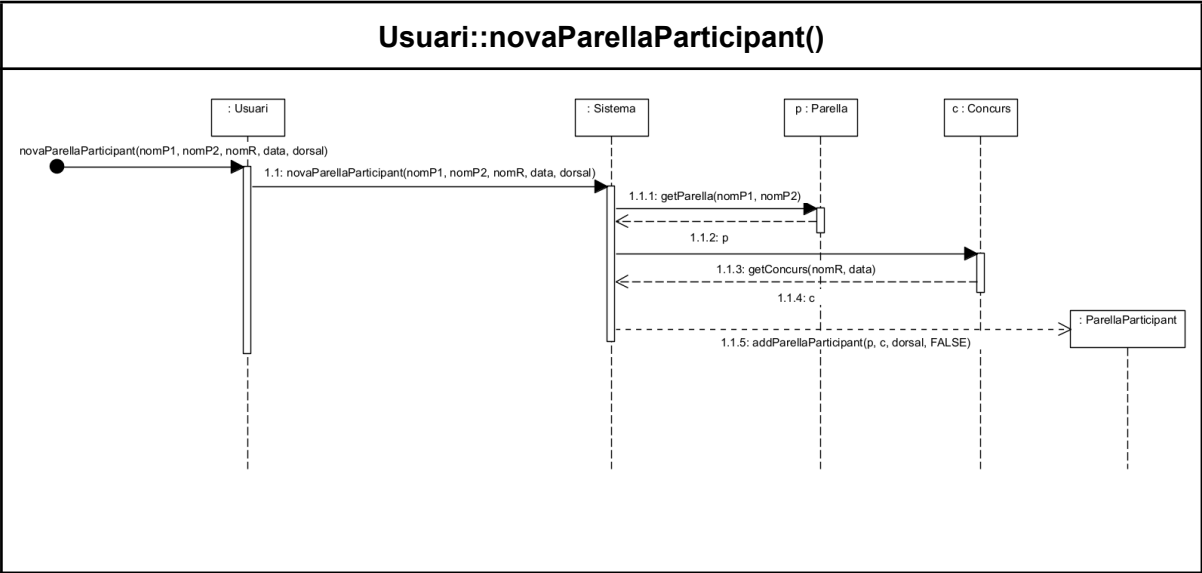 Usuari::novaParellaParticipant()
: Usuari
: Sistema
p : Parella
c : Concurs
novaParellaParticipant(nomP1, nomP2, nomR, data, dorsal)
1.1: novaParellaParticipant(nomP1, nomP2, nomR, data, dorsal)
1.1.1: getParella(nomP1, nomP2)
1.1.2: p
1.1.3: getConcurs(nomR, data)
1.1.4: c
: ParellaParticipant
1.1.5: addParellaParticipant(p, c, dorsal, FALSE)